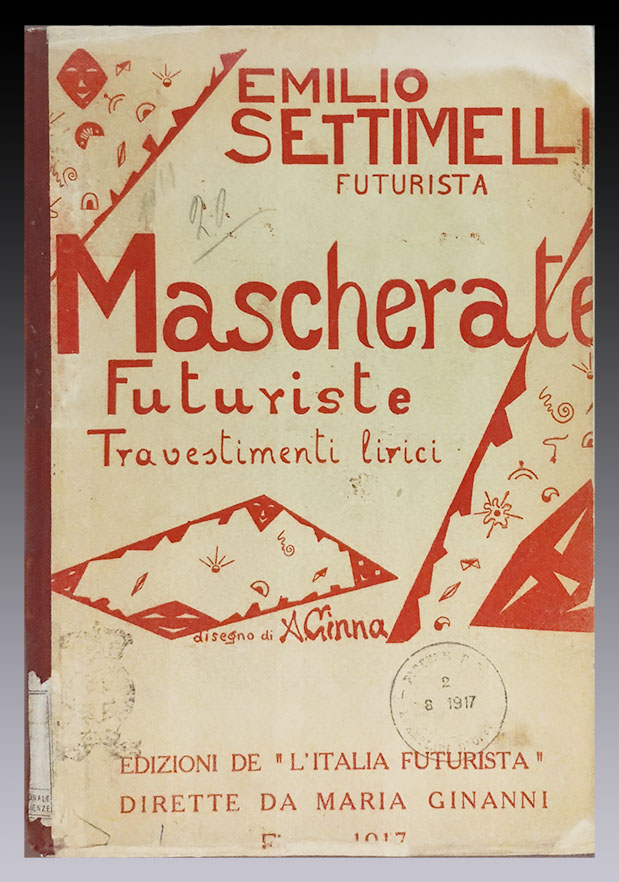 EMILIO
SETTIMELLI
FUTURISTA
Mascherate
Futuriste
Travestimenti lirici
disegno di A.Ginna
2
8 1917
EDIZIONI DE "L'ITALIA FUTURISTA"
DIRETTE DA MARIA GINANNI
1917